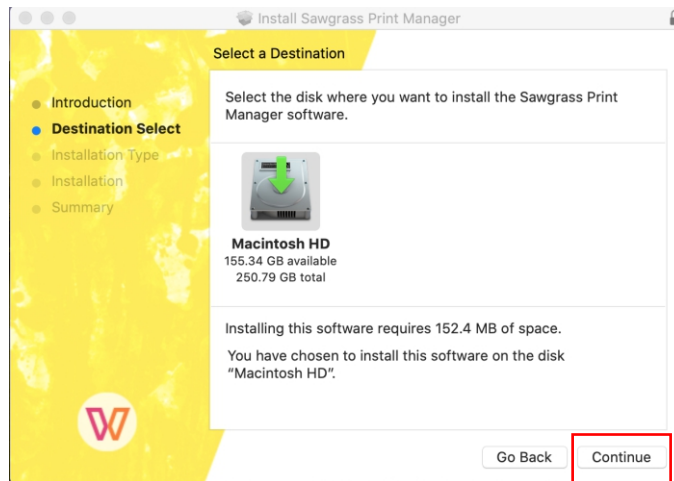 Install Sawgrass Print Manager
Select a Destination
Introduction
Destination Select
Installation Type
Installation
Summary
Select the disk where you want to install the Sawgrass Print
Manager software.
Macintosh HD
155.34 GB available
250.79 GB total
Installing this software requires 152.4 MB of space.
You have chosen to install this software on the disk
“Macintosh HD”.
Go Back
Continue